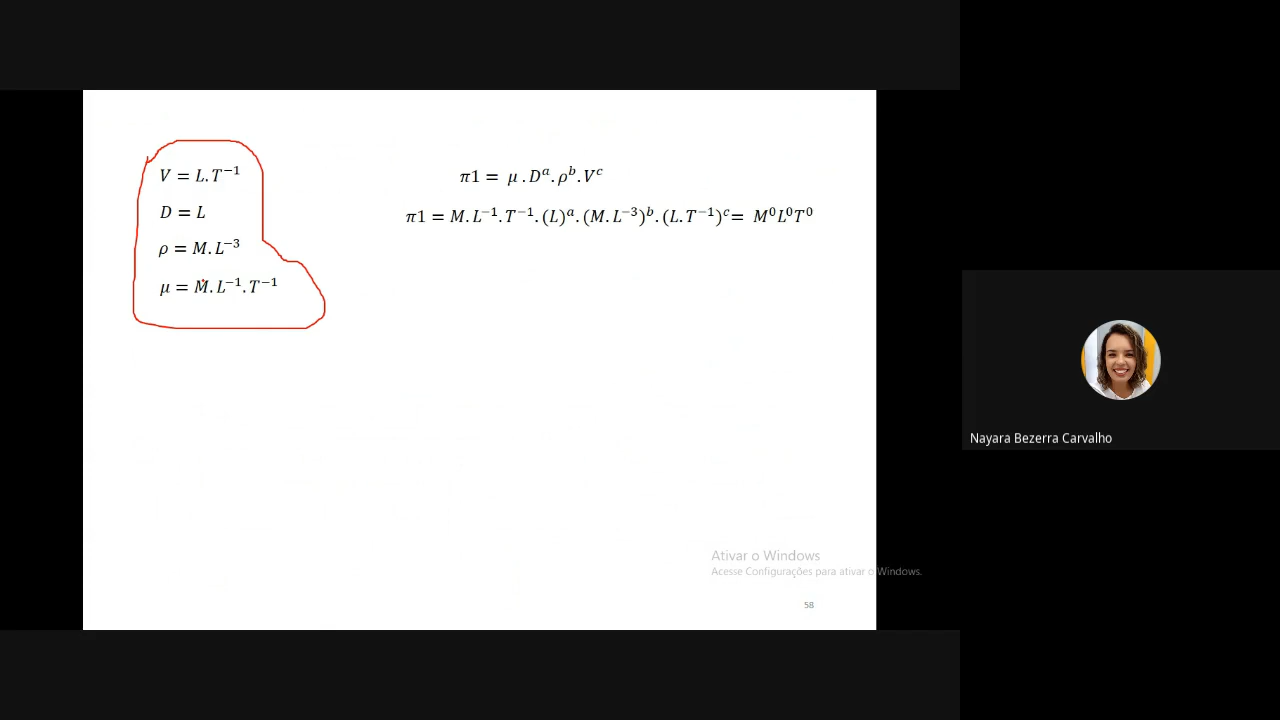 V = L.T⁻¹
D = L
ρ = M.L⁻³
μ = M.L⁻¹.T⁻¹
π1 = μ .Dᵃ.ρᵇ.Vᶜ
π1 = M.L⁻¹.T⁻¹.(L)ᵃ.(M.L⁻³)ᵇ.(L.T⁻¹)ᶜ= M⁰L⁰T⁰
Nayara Bezerra Carvalho
Ativar o Windows
Acesse Configurações para ativar o Windows.
58